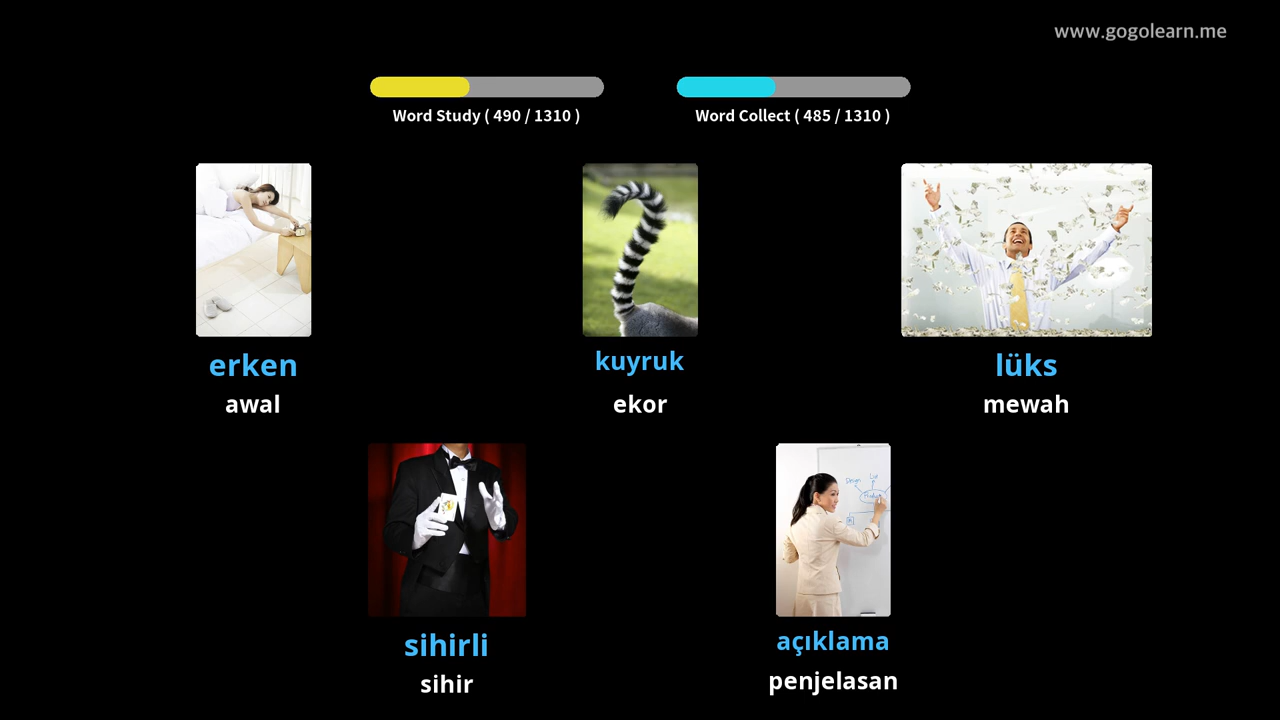 www.gogolearn.me
Word Study ( 490 / 1310 )
Word Collect ( 485 / 1310 )
erken
awal
kuyruk
ekor
lüks
mewah
sihirli
sihir
açıklama
penjelasan